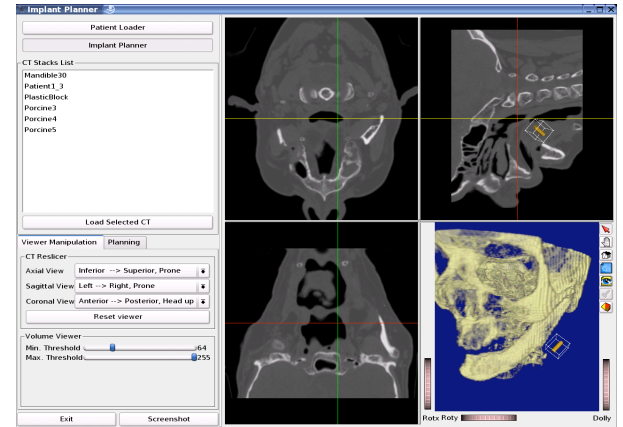 Implant Planner
Patient Loader
Implant Planner
CT Stacks List
Mandible30
Patient1_3
PlasticBlock
Porcine3
Porcine4
Porcine5
Load Selected CT
Viewer Manipulation Planning
CT Reslicer
Axial View Inferior --> Superior, Prone
Sagittal View Left --> Right, Prone
Coronal View Anterior --> Posterior, Head up
Reset viewer
Volume Viewer
Min. Threshold 64
Max. Threshold 255
Exit Screenshot
Rotx Roty Dolly